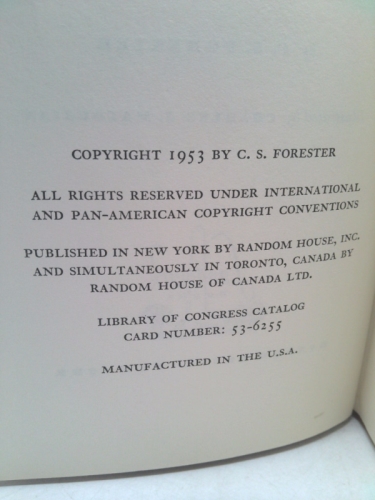 COPYRIGHT 1953 BY C. S. FORESTER
ALL RIGHTS RESERVED UNDER INTERNATIONAL
AND PAN-AMERICAN COPYRIGHT CONVENTIONS
PUBLISHED IN NEW YORK BY RANDOM HOUSE, INC.
AND SIMULTANEOUSLY IN TORONTO, CANADA BY
RANDOM HOUSE OF CANADA LTD.
LIBRARY OF CONGRESS CATALOG
CARD NUMBER: 53-6255
MANUFACTURED IN THE U.S.A.